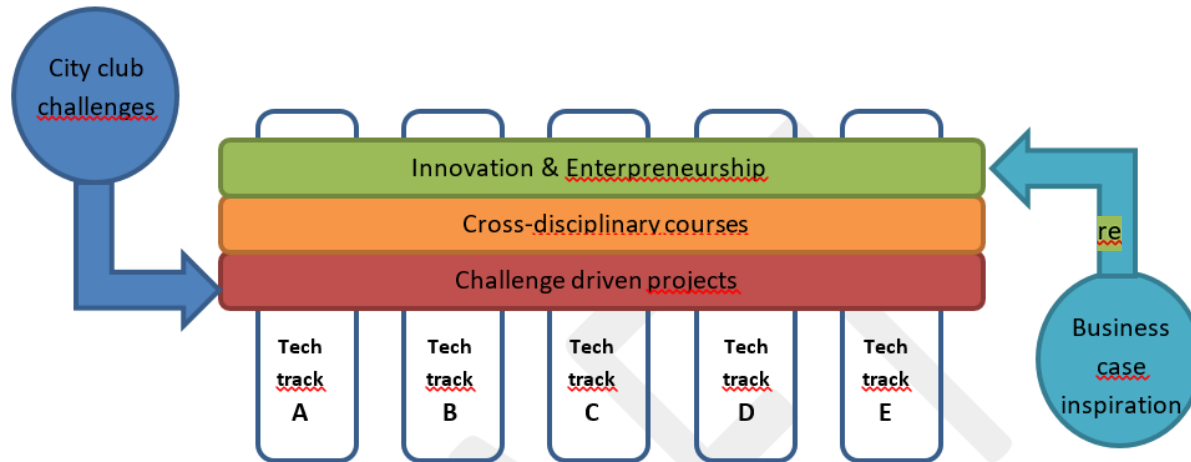 City club
challenges
Innovation & Enterpreneurship
Cross-disciplinary courses
Challenge driven projects
re
Tech
track
A
Tech
track
B
Tech
track
C
Tech
track
D
Tech
track
E
Business
case
inspiration